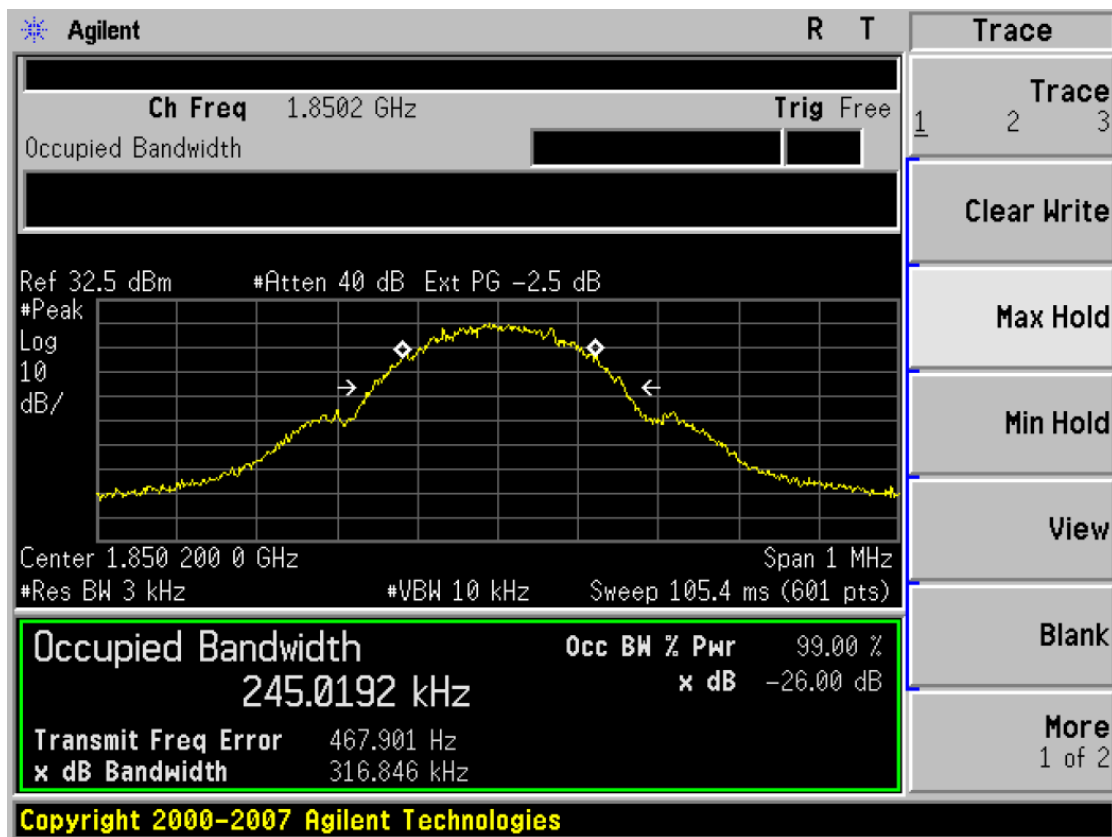 Agilent R T Trace
Ch Freq 1.8502 GHz Trig Free
Occupied Bandwidth
Trace
1 2 3
Clear Write
Max Hold
Min Hold
View
Blank
More
1 of 2
Ref 32.5 dBm #Atten 40 dB Ext PG -2.5 dB
#Peak
Log
10
dB/
Center 1.850 200 0 GHz Span 1 MHz
#Res BW 3 kHz #VBW 10 kHz Sweep 105.4 ms (601 pts)
Occupied Bandwidth Occ BW % Pwr 99.00 %
245.0192 kHz x dB -26.00 dB
Transmit Freq Error 467.901 Hz
x dB Bandwidth 316.846 kHz
Copyright 2000-2007 Agilent Technologies